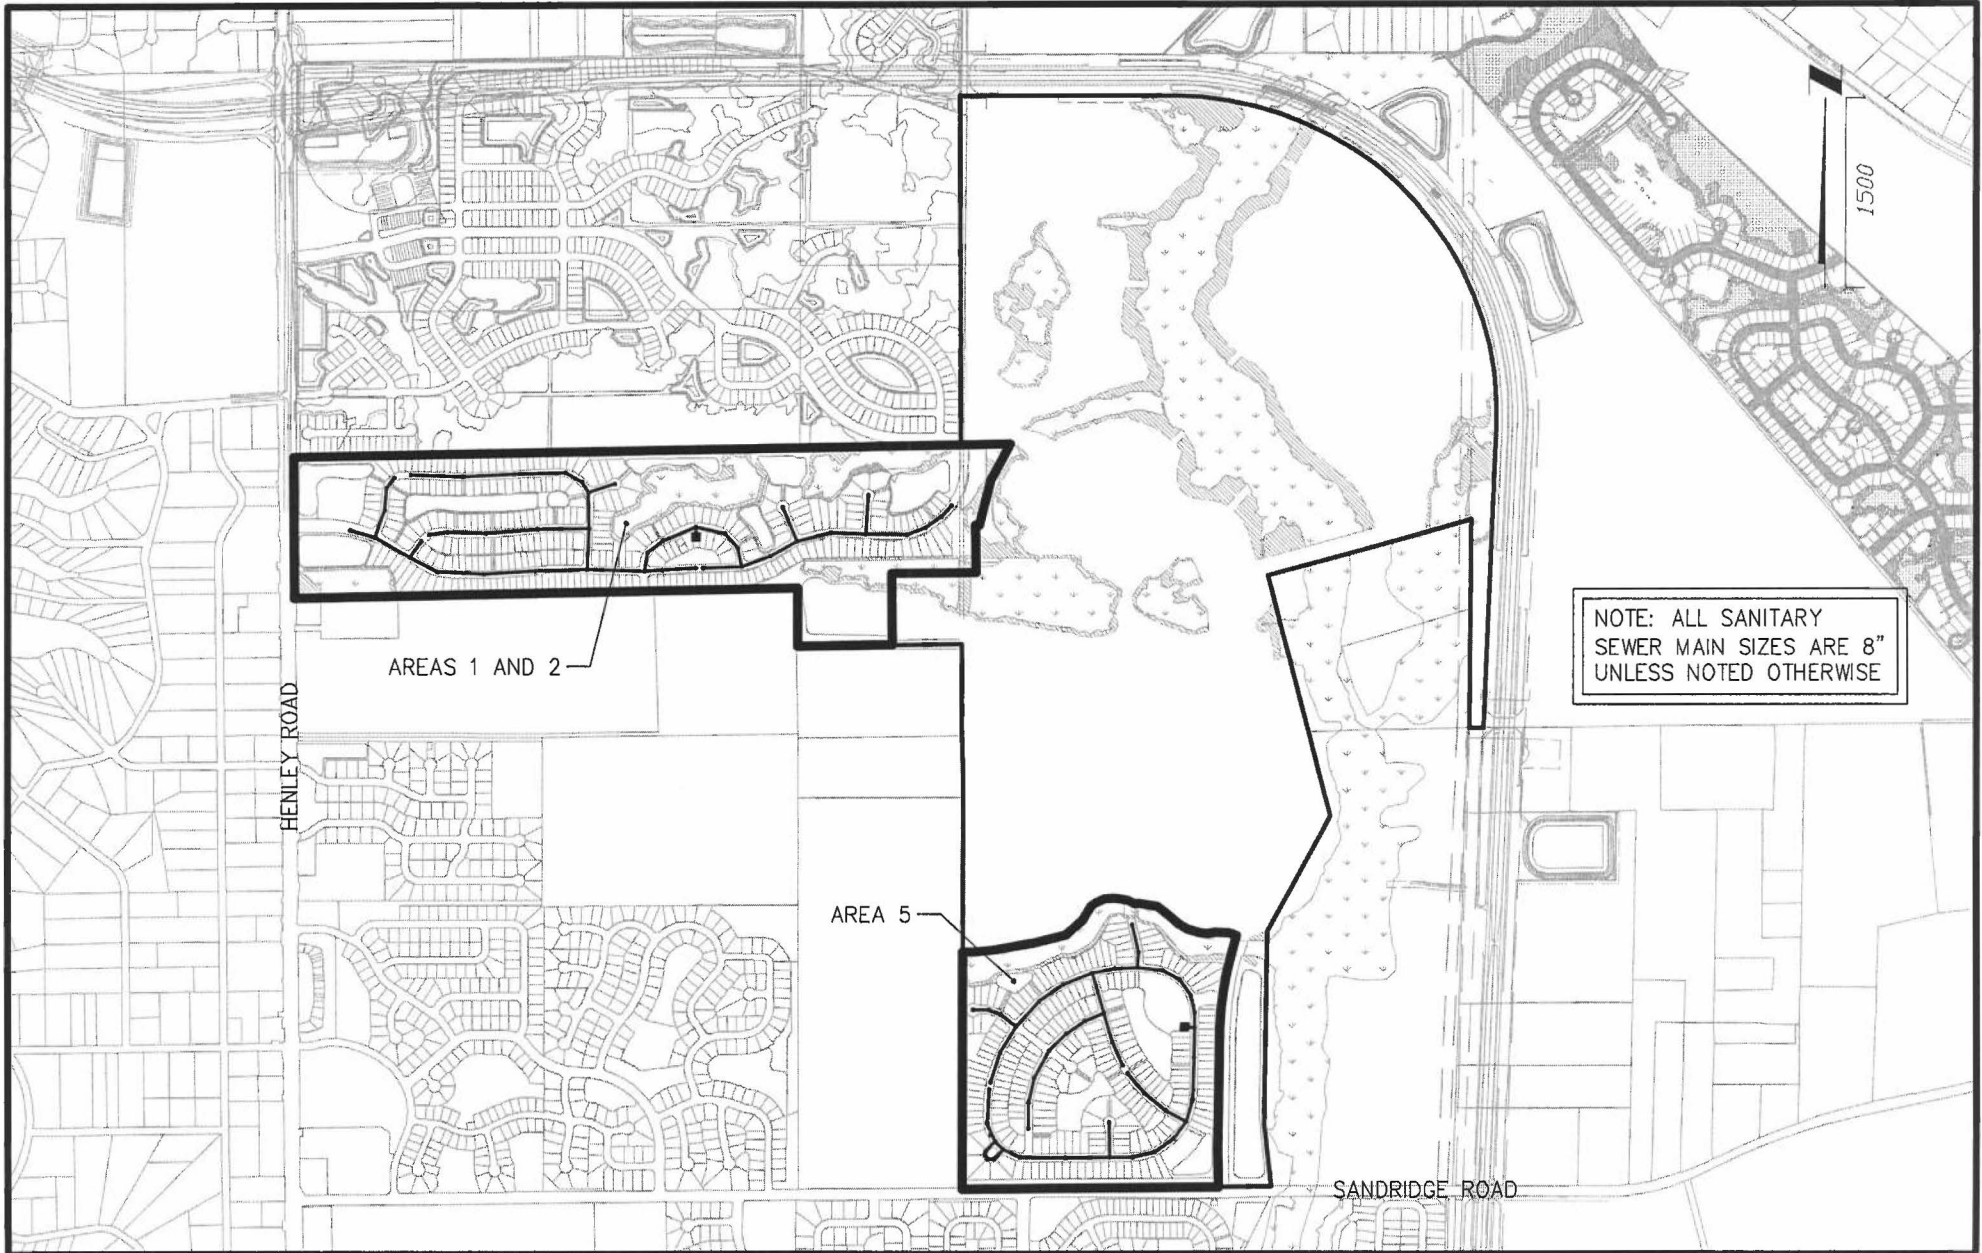 1500
NOTE: ALL SANITARY
SEWER MAIN SIZES ARE 8"
UNLESS NOTED OTHERWISE
AREAS 1 AND 2
HENLEY ROAD
AREA 5
SANDRIDGE ROAD